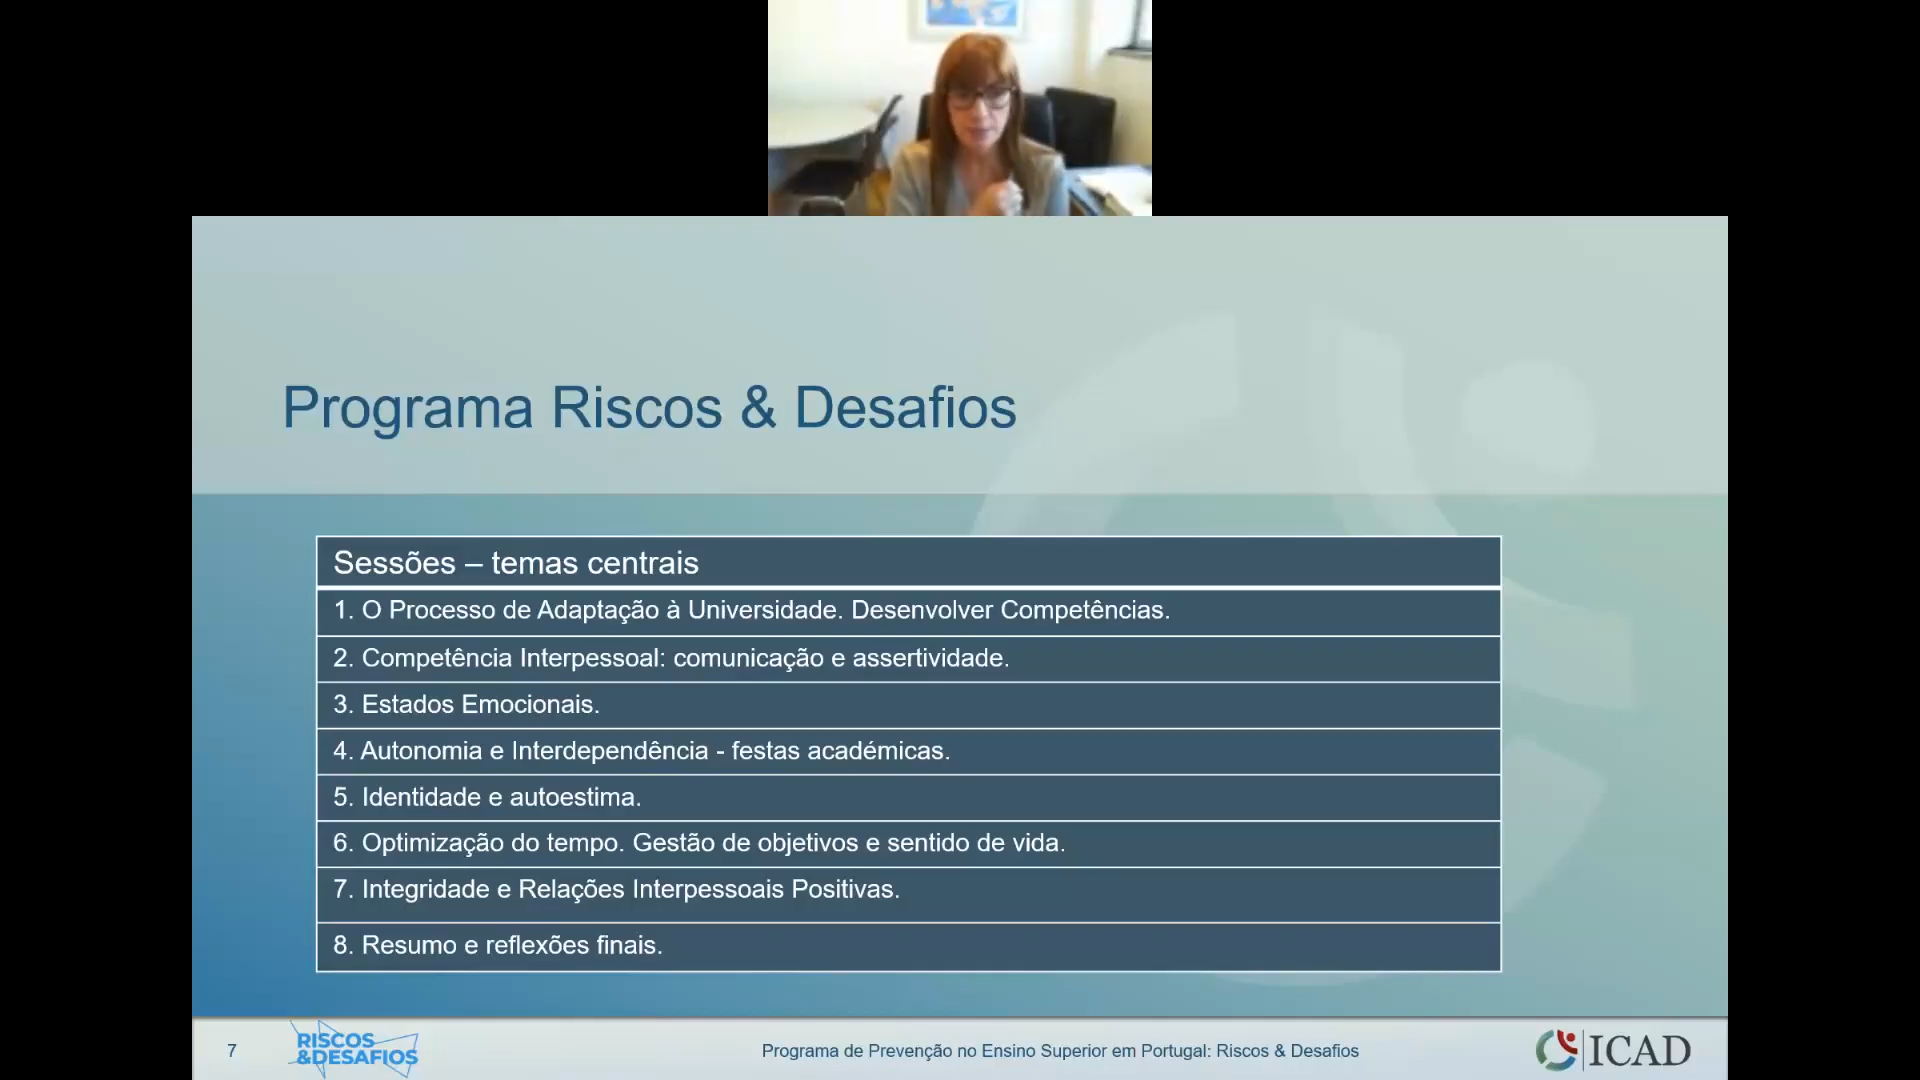 Programa Riscos & Desafios
Sessões – temas centrais
1. O Processo de Adaptação à Universidade. Desenvolver Competências.
2. Competência Interpessoal: comunicação e assertividade.
3. Estados Emocionais.
4. Autonomia e Interdependência - festas académicas.
5. Identidade e autoestima.
6. Optimização do tempo. Gestão de objetivos e sentido de vida.
7. Integridade e Relações Interpessoais Positivas.
8. Resumo e reflexões finais.
7
RISCOS
&DESAFIOS
Programa de Prevenção no Ensino Superior em Portugal: Riscos & Desafios
ICAD